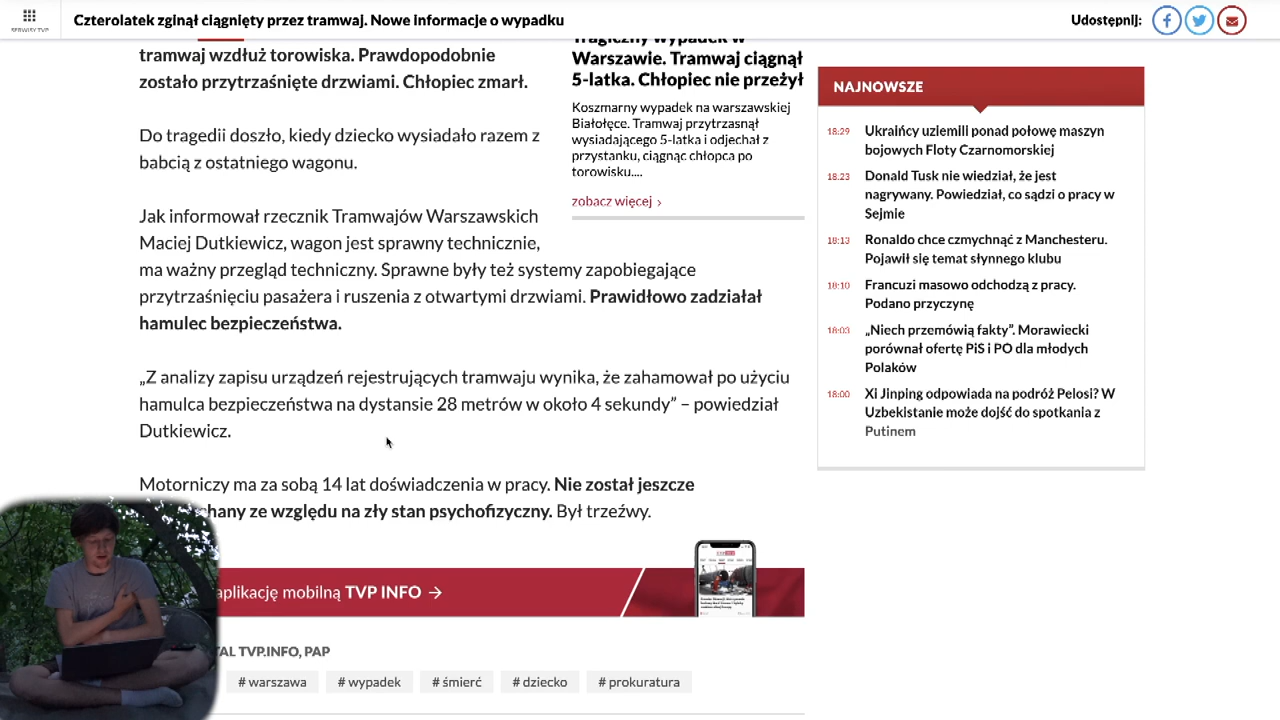 SERWISY TVP
Czterolatek zginął ciągnięty przez tramwaj. Nowe informacje o wypadku
Udostępnij:
tramwaj wzdłuż torowiska. Prawdopodobnie
zostało przytrzaśnięte drzwiami. Chłopiec zmarł.
Do tragedii doszło, kiedy dziecko wysiadało razem z
babcią z ostatniego wagonu.
Jak informował rzecznik Tramwajów Warszawskich
Maciej Dutkiewicz, wagon jest sprawny technicznie,
ma ważny przegląd techniczny. Sprawne były też systemy zapobiegające
przytrzaśnięciu pasażera i ruszenia z otwartymi drzwiami. Prawidłowo zadziałał
hamulec bezpieczeństwa.
„Z analizy zapisu urządzeń rejestrujących tramwaju wynika, że zahamował po użyciu
hamulca bezpieczeństwa na dystansie 28 metrów w około 4 sekundy” – powiedział
Dutkiewicz.
Motorniczy ma za sobą 14 lat doświadczenia w pracy. Nie został jeszcze
chany ze względu na zły stan psychofizyczny. Był trzeźwy.
aplikację mobilną TVP INFO →
TVP.INFO, PAP
# warszawa
# wypadek
# śmierć
# dziecko
# prokuratura
Tragiczny wypadek w
Warszawie. Tramwaj ciągnął
5-latka. Chłopiec nie przeżył
Koszmarny wypadek na warszawskiej
Białołęce. Tramwaj przytrzasnął
wysiadającego 5-latka i odjechał z
przystanku, ciągnąc chłopca po
torowisku....
zobacz więcej ›
NAJNOWSZE
18:29 Ukraińcy uziemili ponad połowę maszyn
bojowych Floty Czarnomorskiej
18:23 Donald Tusk nie wiedział, że jest
nagrywany. Powiedział, co sądzi o pracy w
Sejmie
18:13 Ronaldo chce czmychnąć z Manchesteru.
Pojawił się temat słynnego klubu
18:10 Francuzi masowo odchodzą z pracy.
Podano przyczynę
18:03 „Niech przemówią fakty”. Morawiecki
porównał ofertę PiS i PO dla młodych
Polaków
18:00 Xi Jinping odpowiada na podróż Pelosi? W
Uzbekistanie może dojść do spotkania z
Putinem